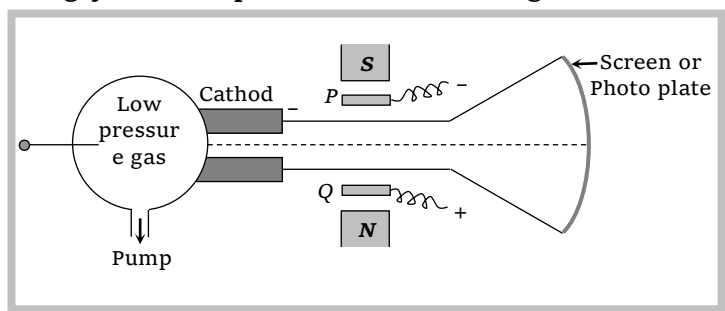 S
Screen or
Photo plate
Cathod
P
–
–
Low
pressur
e gas
Q
+
N
Pump